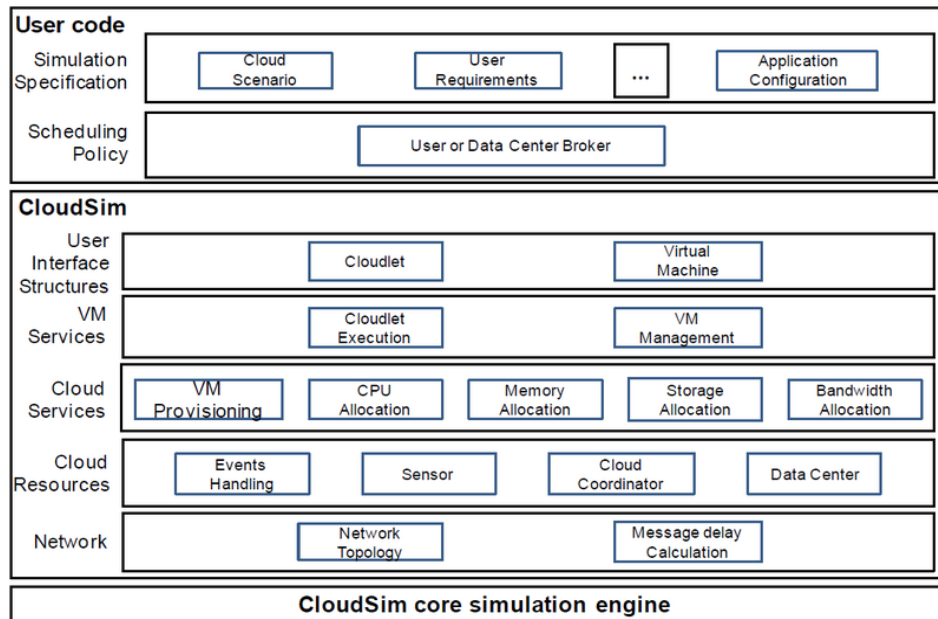 User code
Simulation
Specification
Cloud
Scenario
User
Requirements
...
Application
Configuration
Scheduling
Policy
User or Data Center Broker
CloudSim
User
Interface
Structures
Cloudlet
Virtual
Machine
VM
Services
Cloudlet
Execution
VM
Management
Cloud
Services
VM
Provisioning
CPU
Allocation
Memory
Allocation
Storage
Allocation
Bandwidth
Allocation
Cloud
Resources
Events
Handling
Sensor
Cloud
Coordinator
Data Center
Network
Network
Topology
Message delay
Calculation
CloudSim core simulation engine